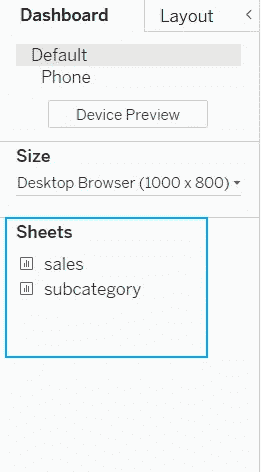 Dashboard Layout
Default
Phone
Device Preview
Size
Desktop Browser (1000 x 800)
Sheets
sales
subcategory